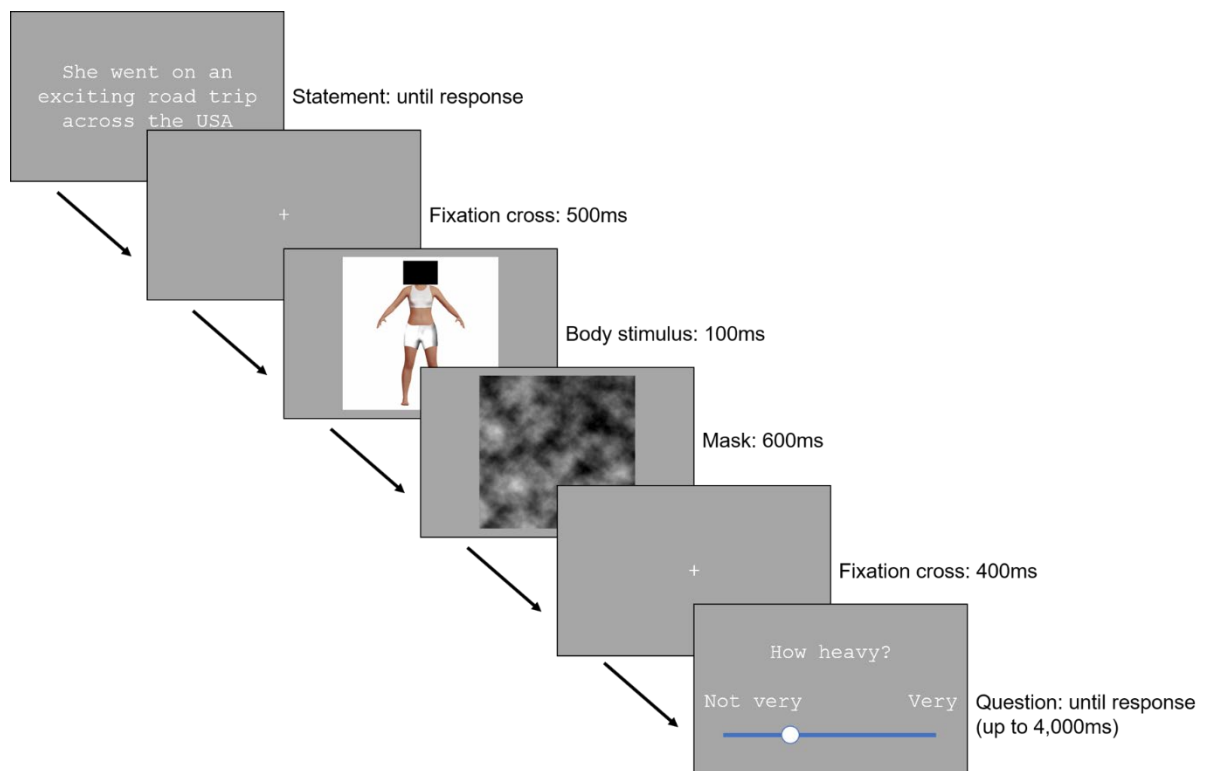 She went on an
exciting road trip
across the USA
Statement: until response
+
Fixation cross: 500ms
Body stimulus: 100ms
Mask: 600ms
+
Fixation cross: 400ms
How heavy?
Not very Very
Question: until response
(up to 4,000ms)